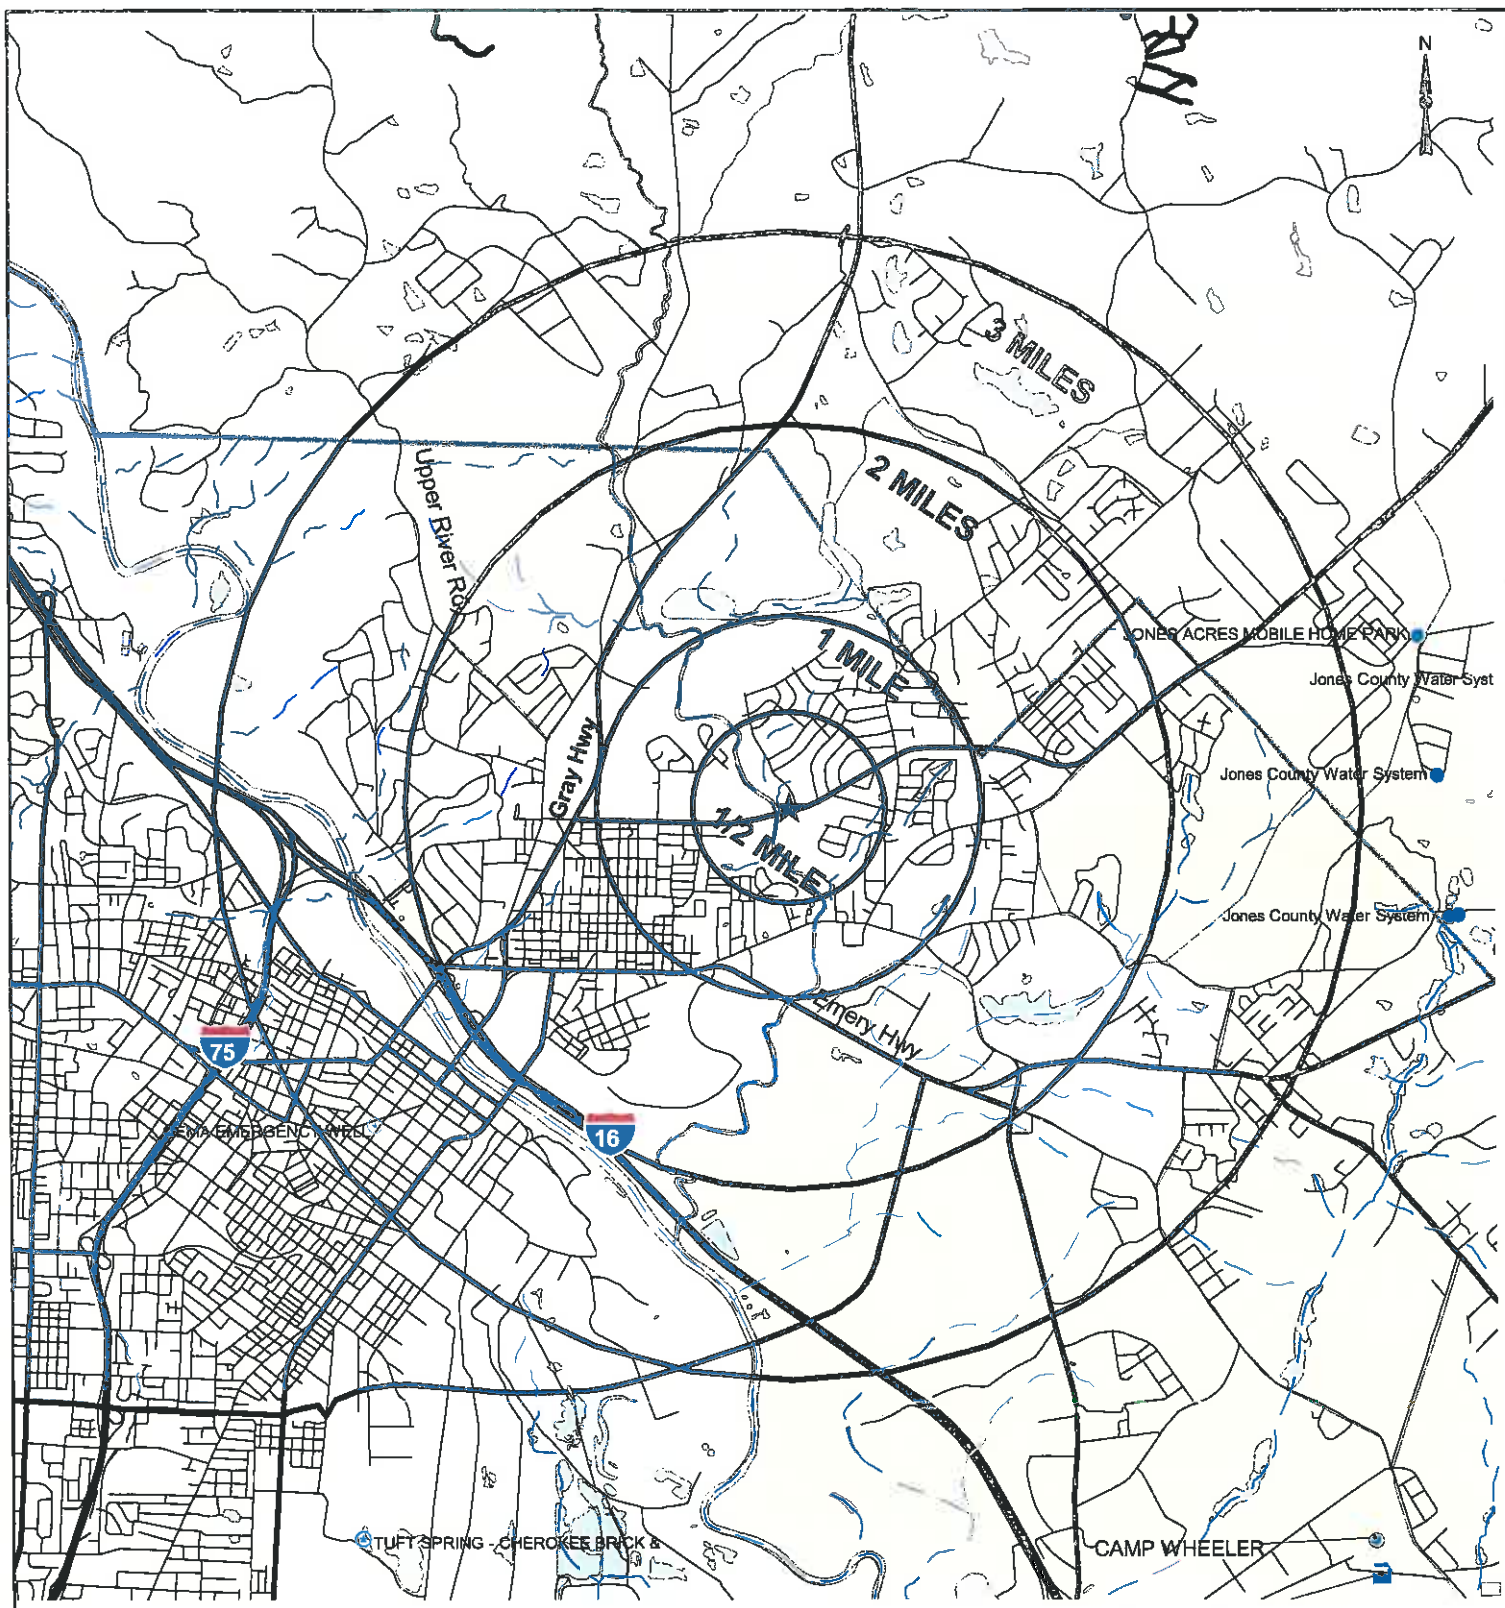 N
3 MILES
2 MILES
Upper River Rd
JONES ACRES MOBILE HOME PARK
1 MILE
Jones County Water Syst
Gray Hwy
Jones County Water System
1/2 MILE
Jones County Water System
Emery Hwy
75
GEMA EMERGENCY WELL
16
TUFT SPRING - CHEROKEE BRICK &
CAMP WHEELER